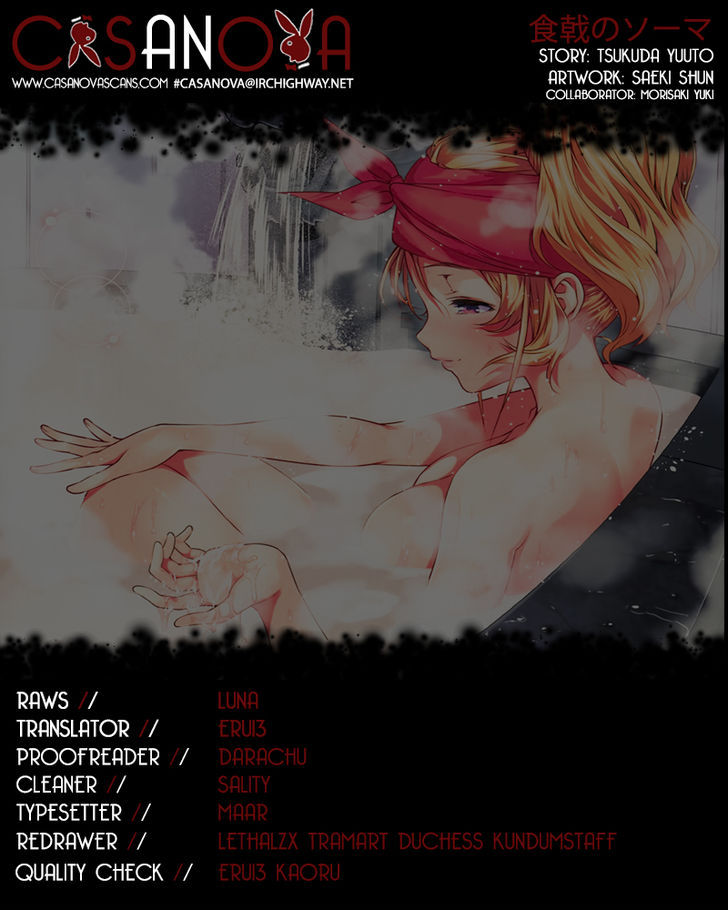 CASANOVA
WWW.CASANOVASCANS.COM #CASANOVA@IRCHIGHWAY.NET
食戟のソーマ
STORY: TSUKUDA YUUTO
ARTWORK: SAEKI SHUN
COLLABORATOR: MORISAKI YUKI
RAWS // LUNA
TRANSLATOR // ERUI3
PROOFREADER // DARACHU
CLEANER // SALITY
TYPESETTER // MAAR
REDRAWER // LETHALZX TRAMART DUCHESS KUNDUMSTAFF
QUALITY CHECK // ERUI3 KAORU